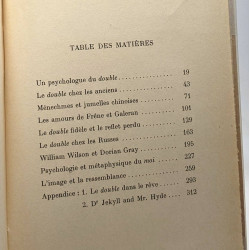 TABLE DES MATIÈRES
Un psychologue du double 19
Le double chez les anciens 43
Ménechmes et jumelles chinoises 71
Les amours de Frêne et Galeran 101
Le double fidèle et le reflet perdu 129
Le double chez les Russes 163
William Wilson et Dorian Gray 195
Psychologie et métaphysique du moi 227
L'image et la ressemblance 259
Appendice : 1. Le double dans le rêve 293
2. Dr Jekyll and Mr. Hyde 312